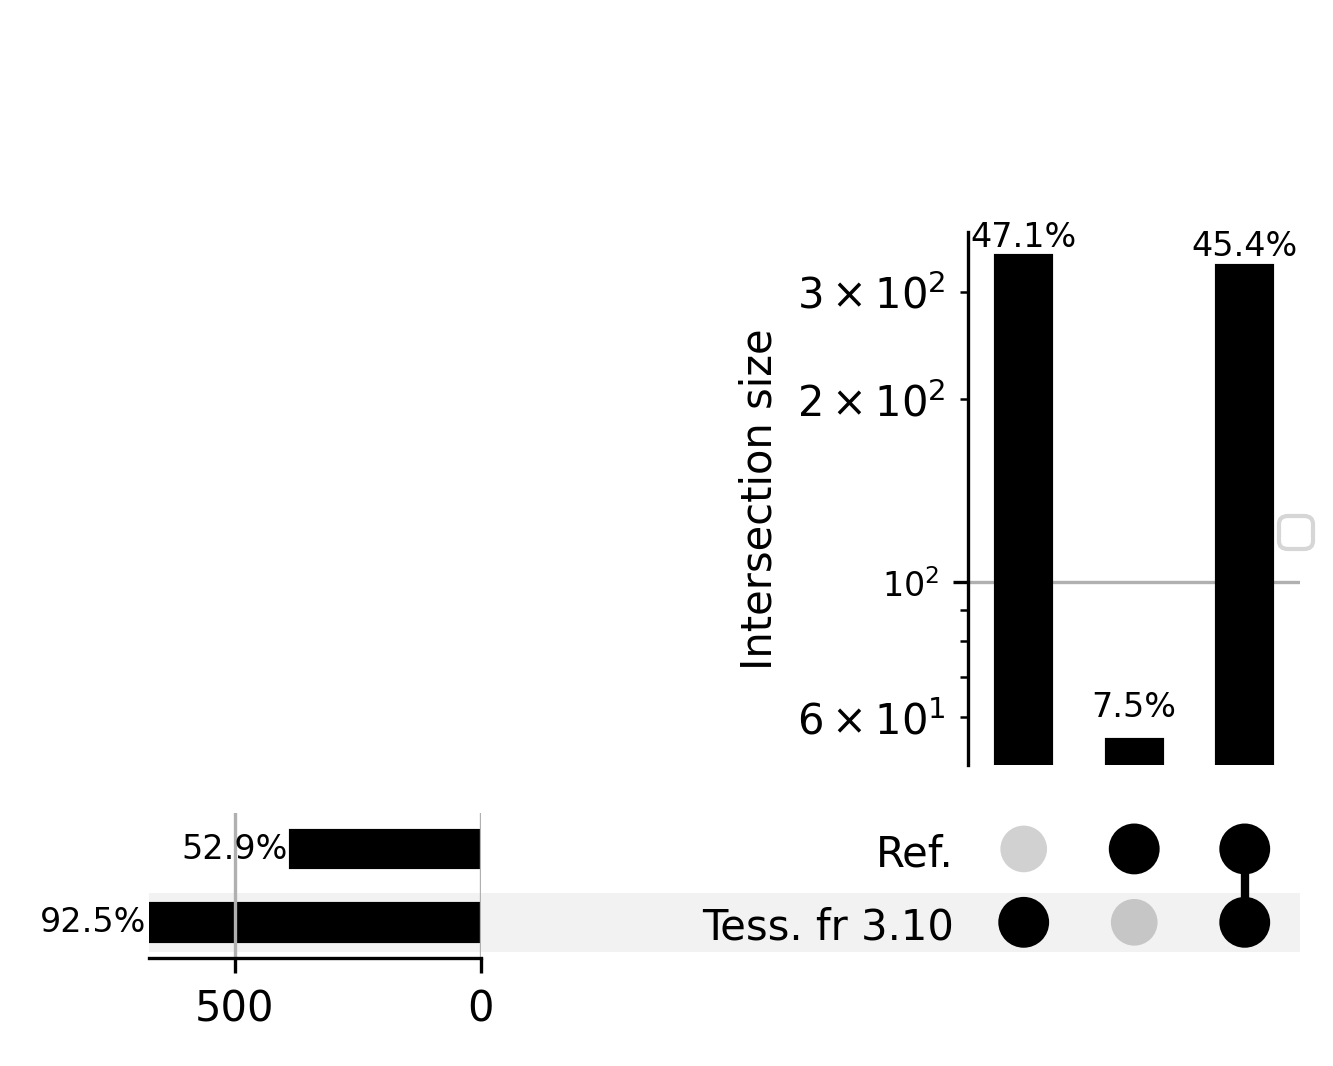 47.1%
45.4%
3 × 10²
2 × 10²
Intersection size
10²
7.5%
6 × 10¹
52.9%
Ref.
92.5%
Tess. fr 3.10
500
0